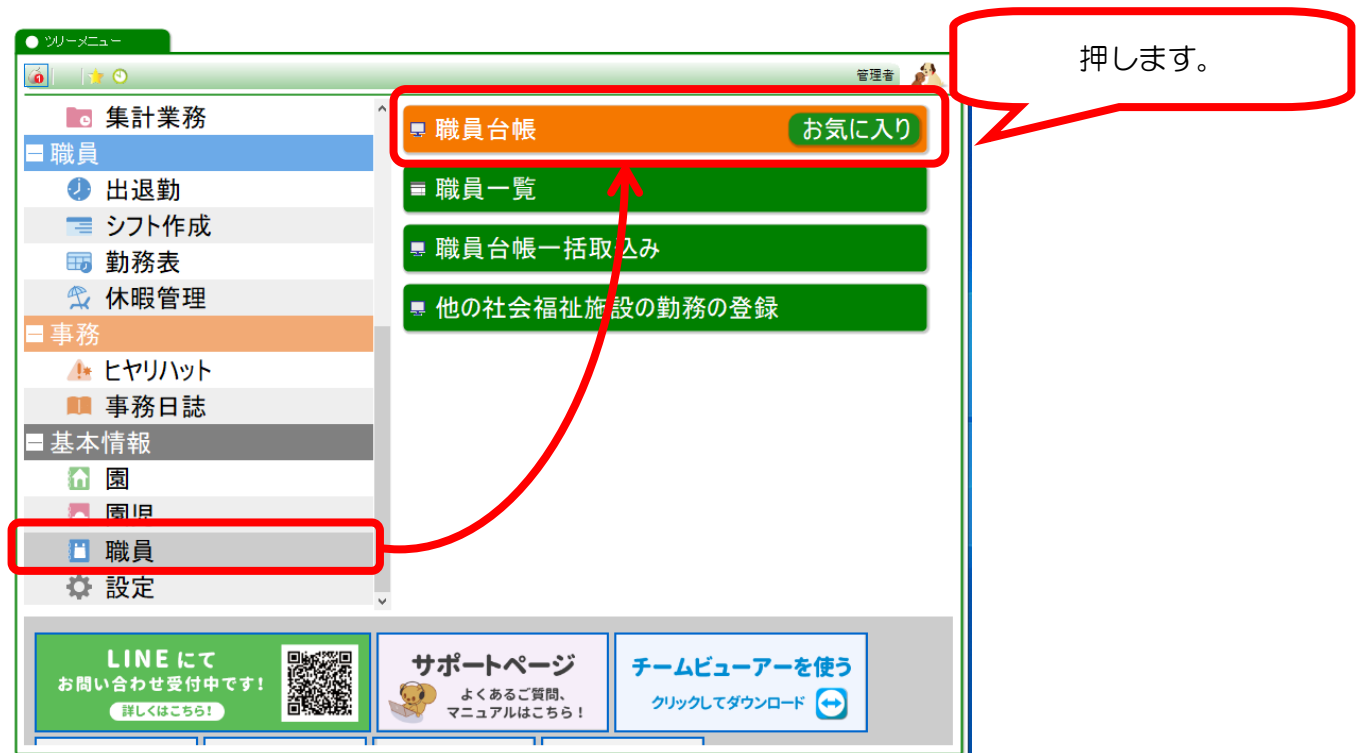 ツリーメニュー
押します。
管理者
集計業務
職員
出退勤
シフト作成
勤務表
休暇管理
事務
ヒヤリハット
事務日誌
基本情報
園
園児
職員
設定
職員台帳
お気に入り
職員一覧
職員台帳一括取込み
他の社会福祉施設の勤務の登録
LINEにて
お問い合わせ受付中です!
詳しくはこちら!
サポートページ
よくあるご質問、
マニュアルはこちら!
チームビューアーを使う
クリックしてダウンロード